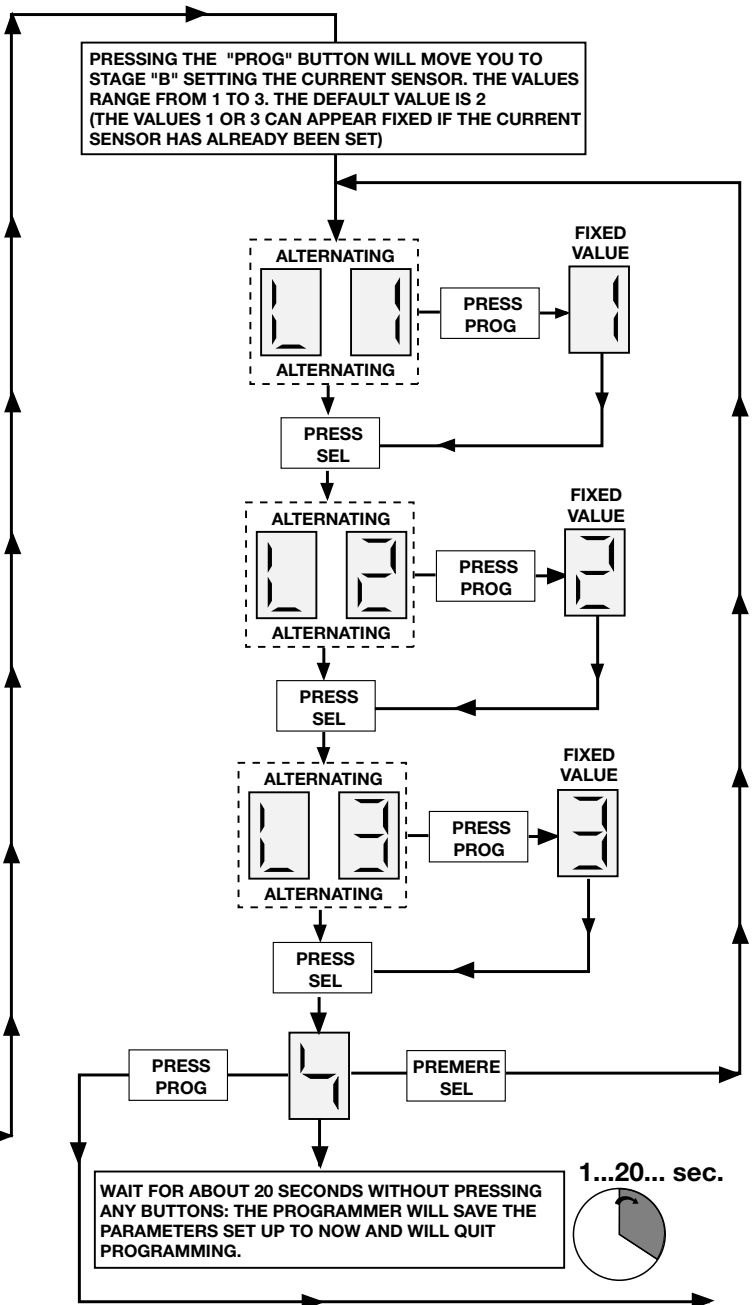 PRESSING THE "PROG" BUTTON WILL MOVE YOU TO
STAGE "B" SETTING THE CURRENT SENSOR. THE VALUES
RANGE FROM 1 TO 3. THE DEFAULT VALUE IS 2
(THE VALUES 1 OR 3 CAN APPEAR FIXED IF THE CURRENT
SENSOR HAS ALREADY BEEN SET)
ALTERNATING
L 1
ALTERNATING
PRESS
PROG
FIXED
VALUE
1
PRESS
SEL
ALTERNATING
L 2
ALTERNATING
PRESS
PROG
FIXED
VALUE
2
PRESS
SEL
ALTERNATING
L 3
ALTERNATING
PRESS
PROG
FIXED
VALUE
3
PRESS
SEL
PRESS
PROG
4
PREMERE
SEL
WAIT FOR ABOUT 20 SECONDS WITHOUT PRESSING
ANY BUTTONS: THE PROGRAMMER WILL SAVE THE
PARAMETERS SET UP TO NOW AND WILL QUIT
PROGRAMMING.
1...20... sec.